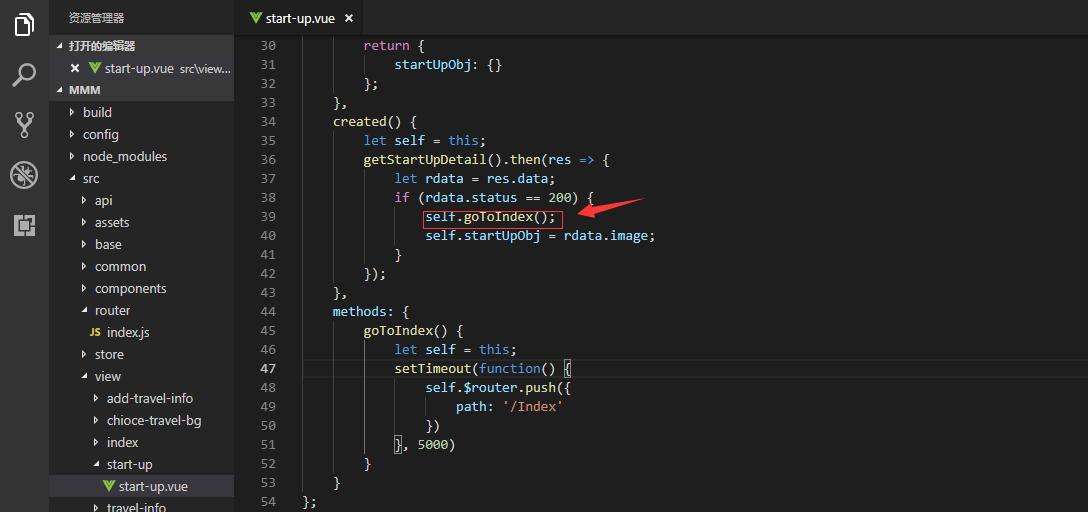 资源管理器
打开的编辑器
start-up.vue src\view...
MMM
build
config
node_modules
src
api
assets
base
common
components
router
JS index.js
store
view
add-travel-info
chioce-travel-bg
index
start-up
start-up.vue
travel-info
start-up.vue
30 return {
31 startUpObj: {}
32 };
33 },
34 created() {
35 let self = this;
36 getStartUpDetail().then(res => {
37 let rdata = res.data;
38 if (rdata.status == 200) {
39 self.goToIndex();
40 self.startUpObj = rdata.image;
41 }
42 });
43 },
44 methods: {
45 goToIndex() {
46 let self = this;
47 setTimeout(function() {
48 self.$router.push({
49 path: '/Index'
50 })
51 }, 5000)
52 }
53 }
54 };